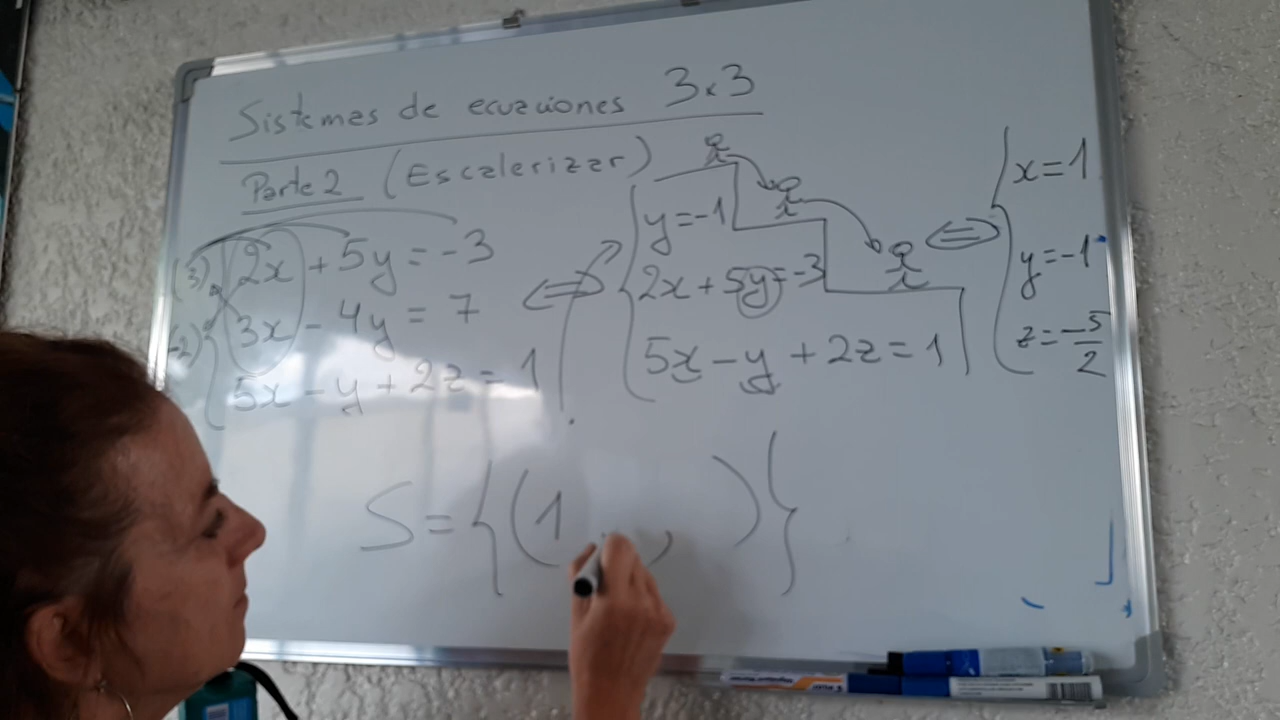 Sistemas de ecuaciones 3x3
Parte 2 (Escalerizar)
(3) 2x + 5y = -3
(-2) 3x - 4y = 7
5x - y + 2z = 1
⇔
y = -1
2x + 5y = -3
5x - y + 2z = 1
⇔
x = 1
y = -1
z = -5/2
S = {(1 , )}